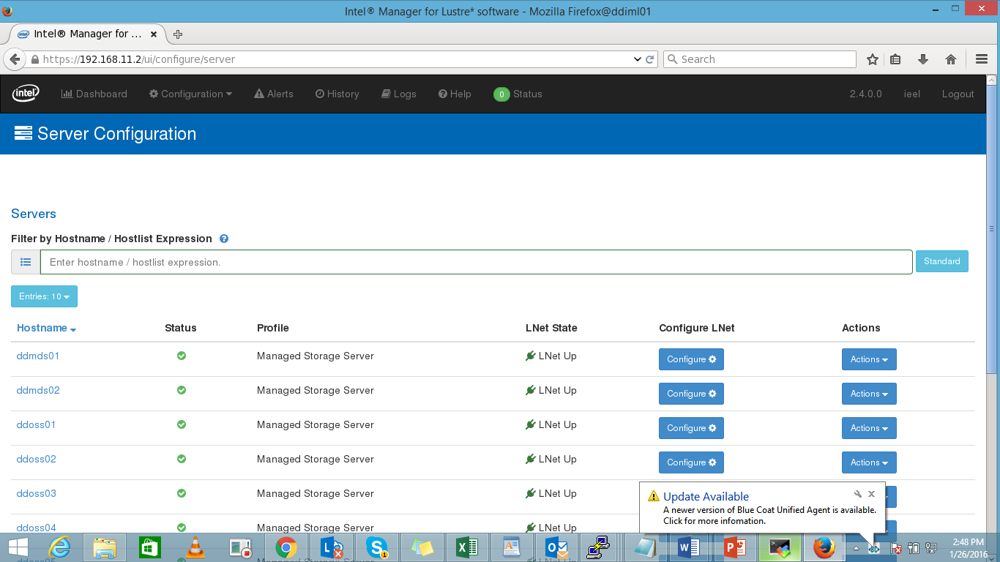 Intel® Manager for Lustre* software - Mozilla Firefox@ddiml01
Intel® Manager for ...
https://192.168.11.2/ui/configure/server
Search
intel
Dashboard
Configuration
Alerts
History
Logs
Help
0 Status
2.4.0.0
ieel
Logout
Server Configuration
Servers
Filter by Hostname / Hostlist Expression
Enter hostname / hostlist expression.
Standard
Entries: 10
Hostname Status Profile LNet State Configure LNet Actions
ddmds01 Managed Storage Server LNet Up Configure Actions
ddmds02 Managed Storage Server LNet Up Configure Actions
ddoss01 Managed Storage Server LNet Up Configure Actions
ddoss02 Managed Storage Server LNet Up Configure Actions
ddoss03 Managed Storage Server LNet Up
ddoss04 Managed Storage Server LNet Up
Update Available
A newer version of Blue Coat Unified Agent is available.
Click for more infomation.
2:48 PM
1/26/2016